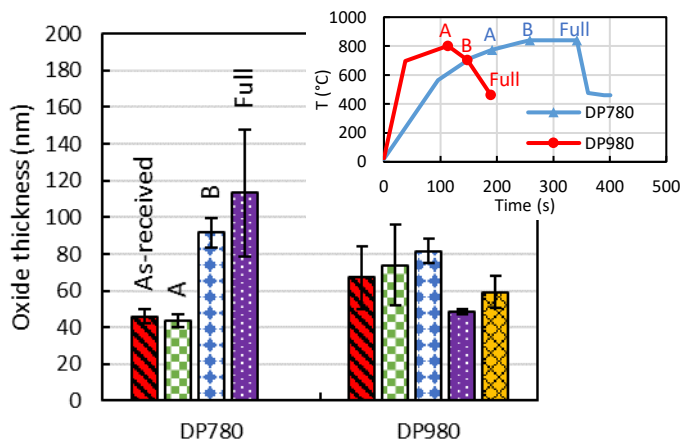 Oxide thickness (nm)
200
180
160
140
120
100
80
60
40
20
0
As-received
A
B
Full
DP780
DP980
T (°C)
1000
800
600
400
200
0
0 100 200 300 400 500
Time (s)
A
B
Full
A
B
Full
DP780
DP980